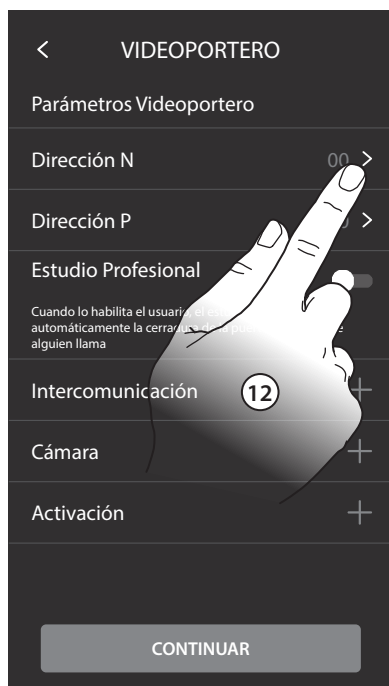 VIDEOPORTERO
Parámetros Videoportero
Dirección N 00
Dirección P
Estudio Profesional
Cuando lo habilita el usuario, el
automáticamente la cerradura de la
alguien llama
Intercomunicación 12
Cámara
Activación
CONTINUAR